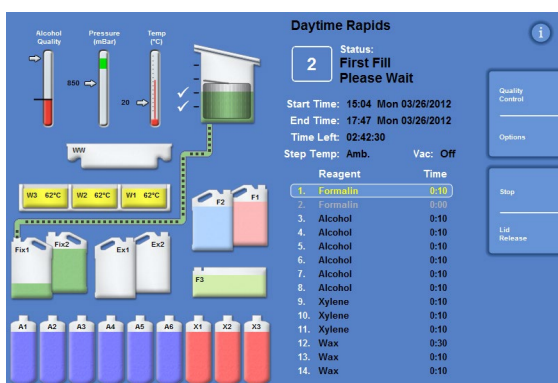 Alcohol Quality
Pressure (mBar)
Temp (°C)
850
20
WW
W3 62°C
W2 62°C
W1 62°C
F2
F1
Fix1
Fix2
Ex1
Ex2
F3
A1
A2
A3
A4
A5
A6
X1
X2
X3
Daytime Rapids
2
Status:
First Fill
Please Wait
Start Time: 15:04 Mon 03/26/2012
End Time: 17:47 Mon 03/26/2012
Time Left: 02:42:30
Step Temp: Amb. Vac: Off
Reagent Time
1. Formalin 0:10
2. Formalin 0:00
3. Alcohol 0:10
4. Alcohol 0:10
5. Alcohol 0:10
6. Alcohol 0:10
7. Alcohol 0:10
8. Alcohol 0:10
9. Xylene 0:10
10. Xylene 0:10
11. Xylene 0:10
12. Wax 0:30
13. Wax 0:10
14. Wax 0:10
i
Quality
Control
Options
Stop
Lid
Release